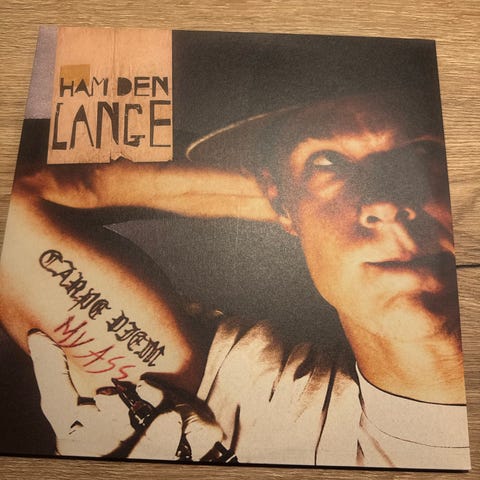 HAM DEN
LANGE
CARPE DIEM
MY ASS